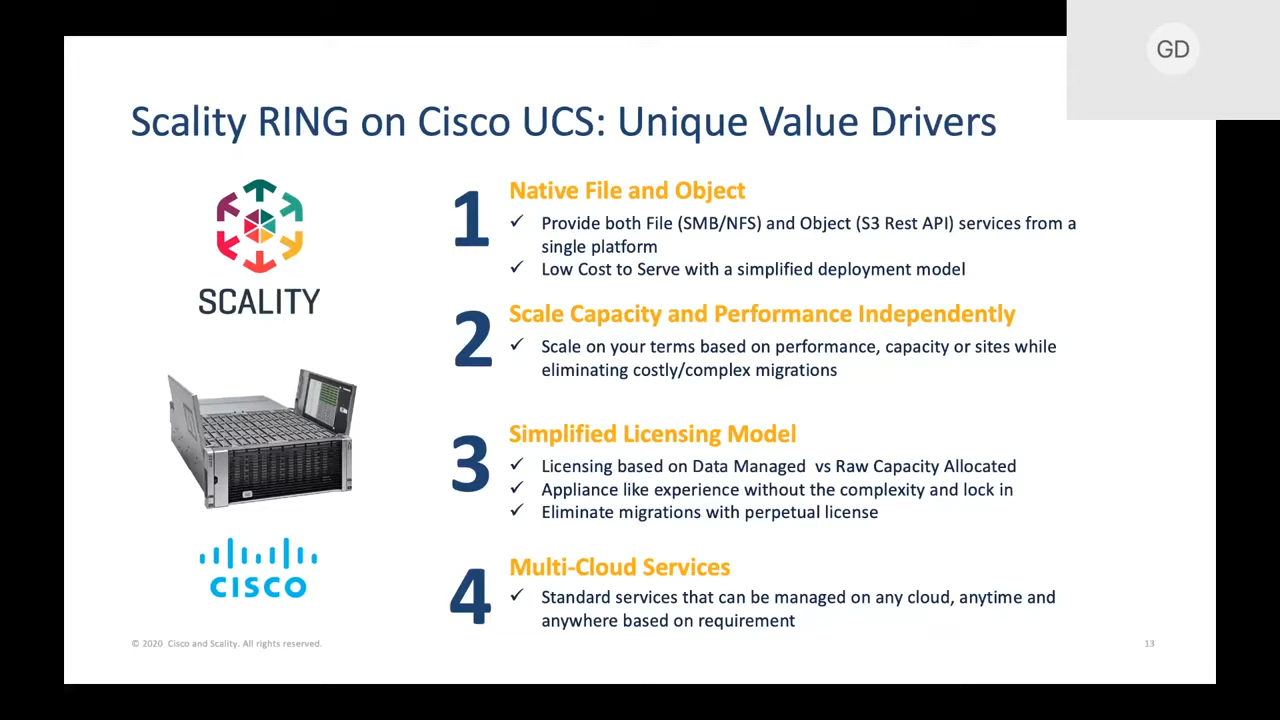 GD
Scality RING on Cisco UCS: Unique Value Drivers
SCALITY
CISCO
1
Native File and Object
✓ Provide both File (SMB/NFS) and Object (S3 Rest API) services from a
single platform
✓ Low Cost to Serve with a simplified deployment model
2
Scale Capacity and Performance Independently
✓ Scale on your terms based on performance, capacity or sites while
eliminating costly/complex migrations
3
Simplified Licensing Model
✓ Licensing based on Data Managed  vs Raw Capacity Allocated
✓ Appliance like experience without the complexity and lock in
✓ Eliminate migrations with perpetual license
4
Multi-Cloud Services
✓ Standard services that can be managed on any cloud, anytime and
anywhere based on requirement
© 2020  Cisco and Scality. All rights reserved.
13